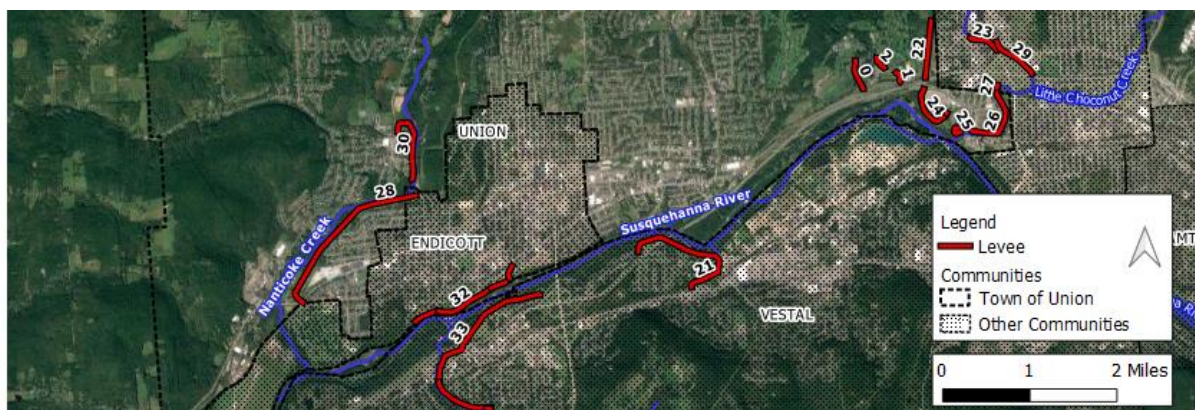 23
29
22
2
0
1
27
Little Choconut Creek
24
25
26
UNION
30
28
Susquehanna River
Nanticoke Creek
ENDICOTT
21
32
33
VESTAL
Legend
Levee
Communities
Town of Union
Other Communities
0 1 2 Miles